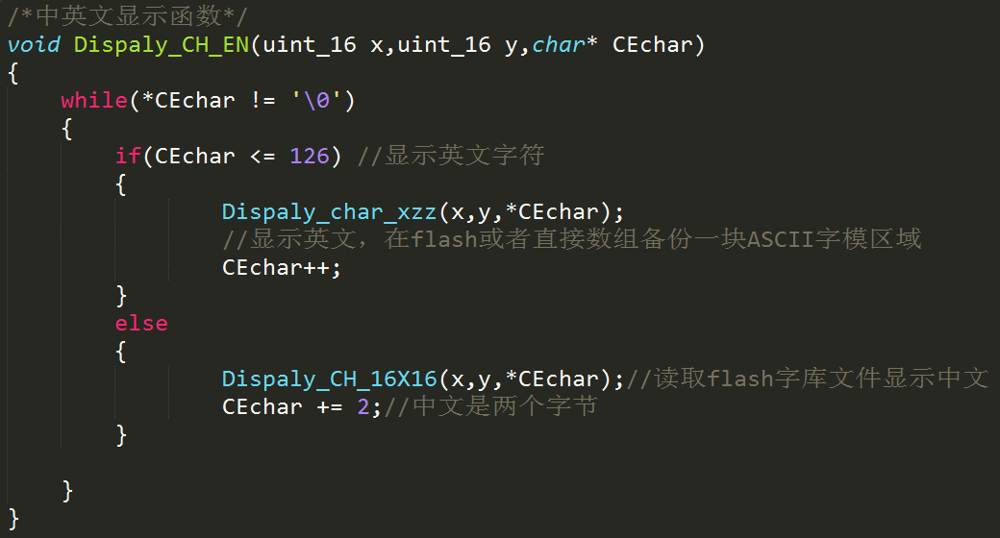 /*中英文显示函数*/
void Dispaly_CH_EN(uint_16 x,uint_16 y,char* CEchar)
{
    while(*CEchar != '\0')
    {
        if(CEchar <= 126) //显示英文字符
        {
                Dispaly_char_xzz(x,y,*CEchar);
                //显示英文，在flash或者直接数组备份一块ASCII字模区域
                CEchar++;
        }
        else
        {
                Dispaly_CH_16X16(x,y,*CEchar);//读取flash字库文件显示中文
                CEchar += 2;//中文是两个字节
        }

    }
}